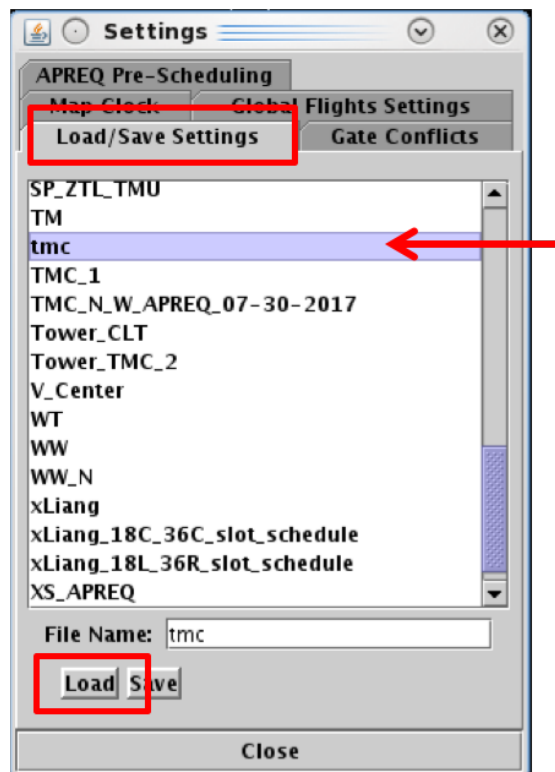 Settings
APREQ Pre-Scheduling
Map Clock Global Flights Settings
Load/Save Settings Gate Conflicts
SP_ZTL_TMU
TM
tmc
TMC_1
TMC_N_W_APREQ_07-30-2017
Tower_CLT
Tower_TMC_2
V_Center
WT
WW
WW_N
xLiang
xLiang_18C_36C_slot_schedule
xLiang_18L_36R_slot_schedule
XS_APREQ
File Name: tmc
Load Save
Close